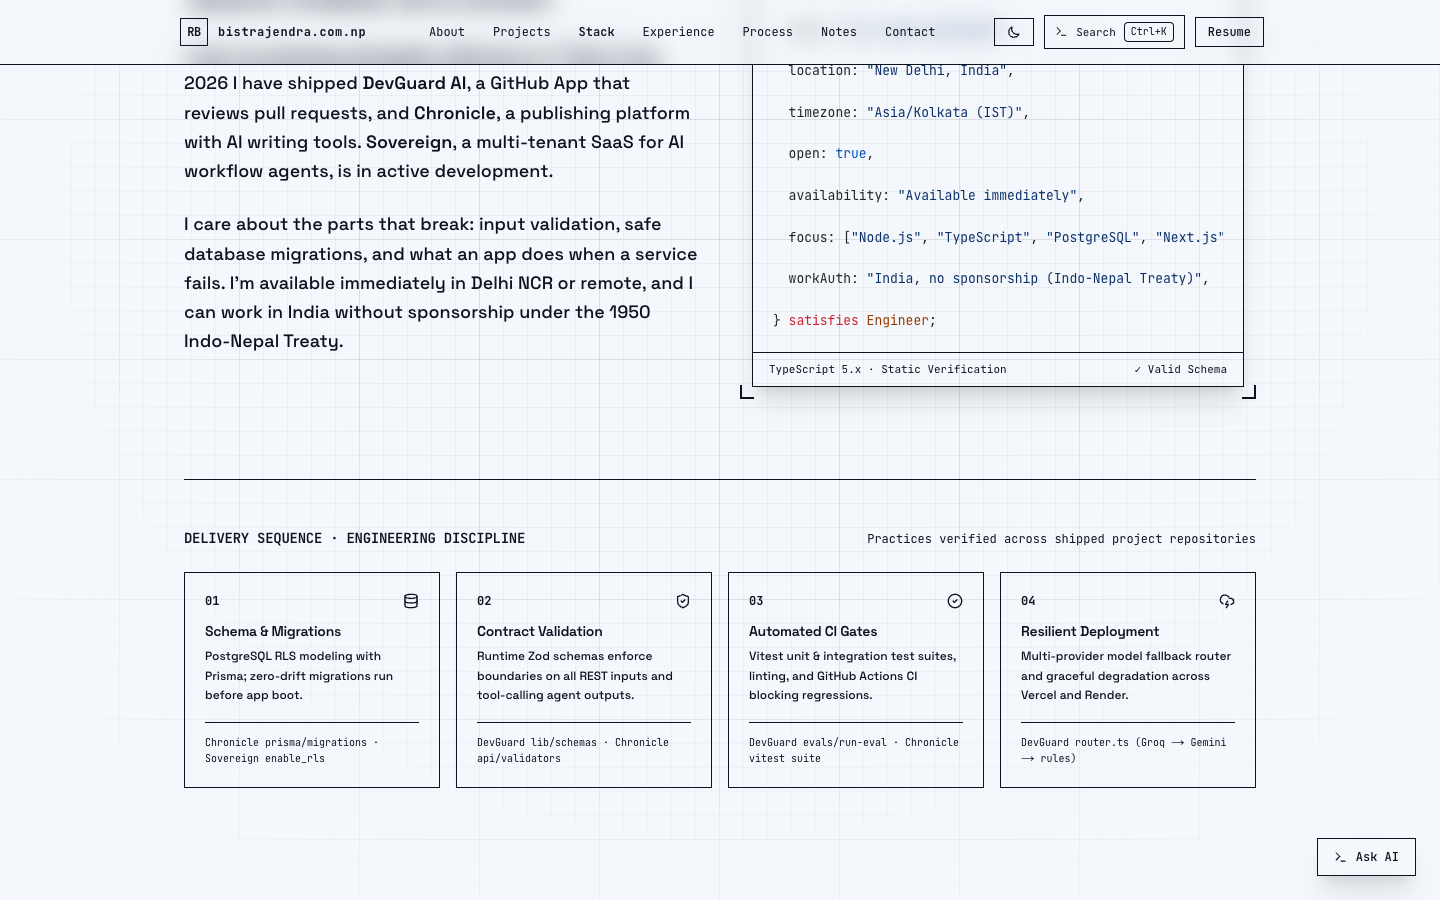 RB
bistrajendra.com.np
About
Projects
Stack
Experience
Process
Notes
Contact
Search
Ctrl+K
Resume
2026 I have shipped DevGuard AI, a GitHub App that
reviews pull requests, and Chronicle, a publishing platform
with AI writing tools. Sovereign, a multi-tenant SaaS for AI
workflow agents, is in active development.
I care about the parts that break: input validation, safe
database migrations, and what an app does when a service
fails. I'm available immediately in Delhi NCR or remote, and I
can work in India without sponsorship under the 1950
Indo-Nepal Treaty.
location: "New Delhi, India",
timezone: "Asia/Kolkata (IST)",
open: true,
availability: "Available immediately",
focus: ["Node.js", "TypeScript", "PostgreSQL", "Next.js"
workAuth: "India, no sponsorship (Indo-Nepal Treaty)",
} satisfies Engineer;
TypeScript 5.x · Static Verification
✓ Valid Schema
DELIVERY SEQUENCE · ENGINEERING DISCIPLINE
Practices verified across shipped project repositories
01
Schema & Migrations
PostgreSQL RLS modeling with
Prisma; zero-drift migrations run
before app boot.
Chronicle prisma/migrations ·
Sovereign enable_rls
02
Contract Validation
Runtime Zod schemas enforce
boundaries on all REST inputs and
tool-calling agent outputs.
DevGuard lib/schemas · Chronicle
api/validators
03
Automated CI Gates
Vitest unit & integration test suites,
linting, and GitHub Actions CI
blocking regressions.
DevGuard evals/run-eval · Chronicle
vitest suite
04
Resilient Deployment
Multi-provider model fallback router
and graceful degradation across
Vercel and Render.
DevGuard router.ts (Groq → Gemini
→ rules)
Ask AI